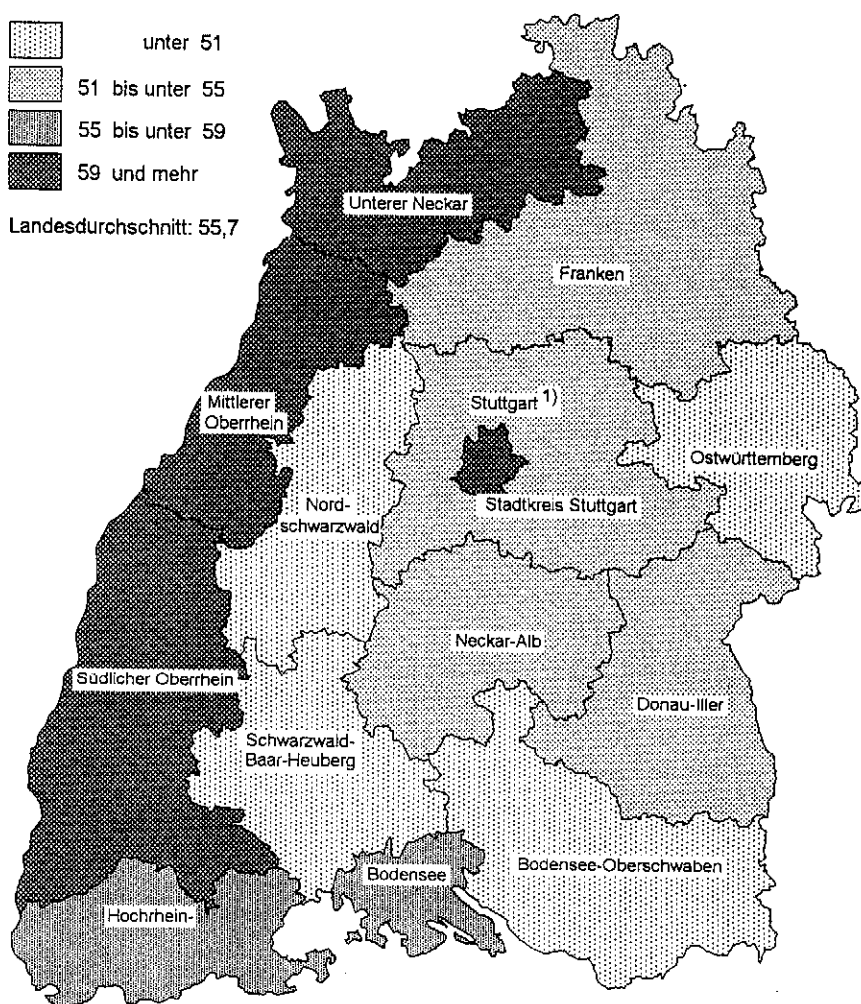 unter 51
51 bis unter 55
55 bis unter 59
59 und mehr
Landesdurchschnitt: 55,7
Unterer Neckar
Franken
Mittlerer
Oberrhein
Stuttgart 1)
Ostwürttemberg
Nord-
schwarzwald
Stadtkreis Stuttgart
Neckar-Alb
Südlicher Oberrhein
Donau-Iller
Schwarzwald-
Baar-Heuberg
Bodensee
Bodensee-Oberschwaben
Hochrhein-